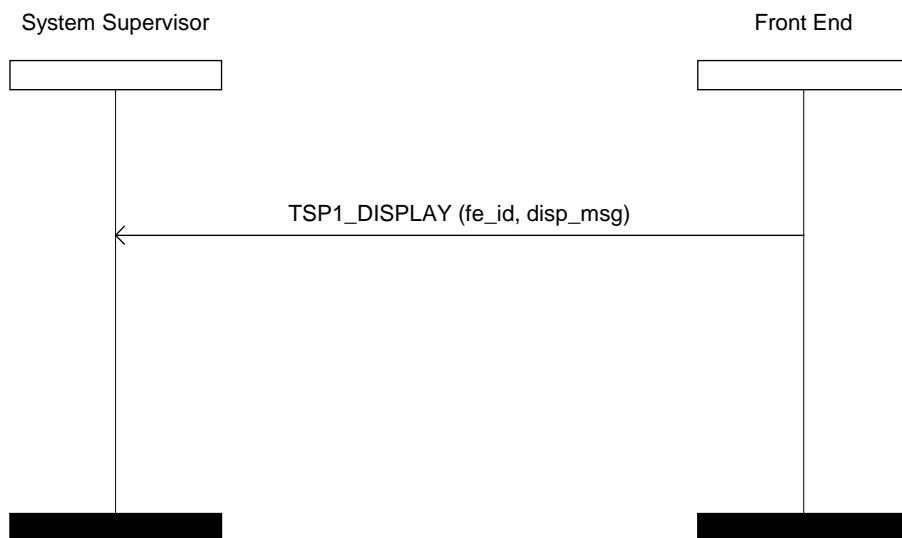 System Supervisor
Front End
TSP1_DISPLAY (fe_id, disp_msg)